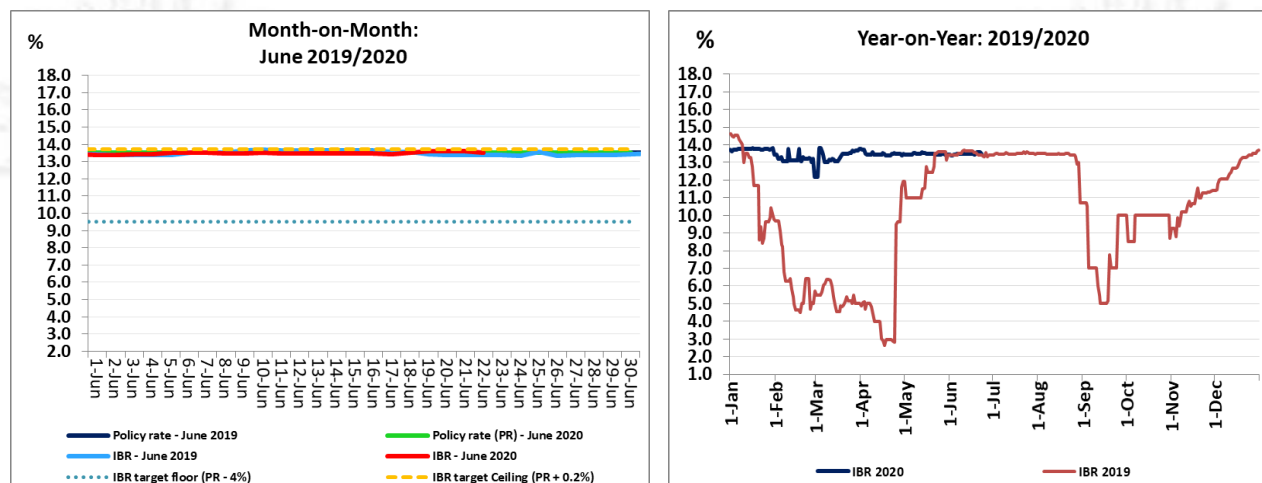 Month-on-Month:
June 2019/2020
%
18.0
17.0
16.0
15.0
14.0
13.0
12.0
11.0
10.0
9.0
8.0
7.0
6.0
5.0
4.0
3.0
2.0
1-Jun
2-Jun
3-Jun
4-Jun
5-Jun
6-Jun
7-Jun
8-Jun
9-Jun
10-Jun
11-Jun
12-Jun
13-Jun
14-Jun
15-Jun
16-Jun
17-Jun
18-Jun
19-Jun
20-Jun
21-Jun
22-Jun
23-Jun
24-Jun
25-Jun
26-Jun
27-Jun
28-Jun
29-Jun
30-Jun
Policy rate - June 2019
Policy rate (PR) - June 2020
IBR - June 2019
IBR - June 2020
IBR target floor (PR - 4%)
IBR target Ceiling (PR + 0.2%)
Year-on-Year: 2019/2020
%
18.0
17.0
16.0
15.0
14.0
13.0
12.0
11.0
10.0
9.0
8.0
7.0
6.0
5.0
4.0
3.0
2.0
1.0
1-Jan
1-Feb
1-Mar
1-Apr
1-May
1-Jun
1-Jul
1-Aug
1-Sep
1-Oct
1-Nov
1-Dec
IBR 2020
IBR 2019